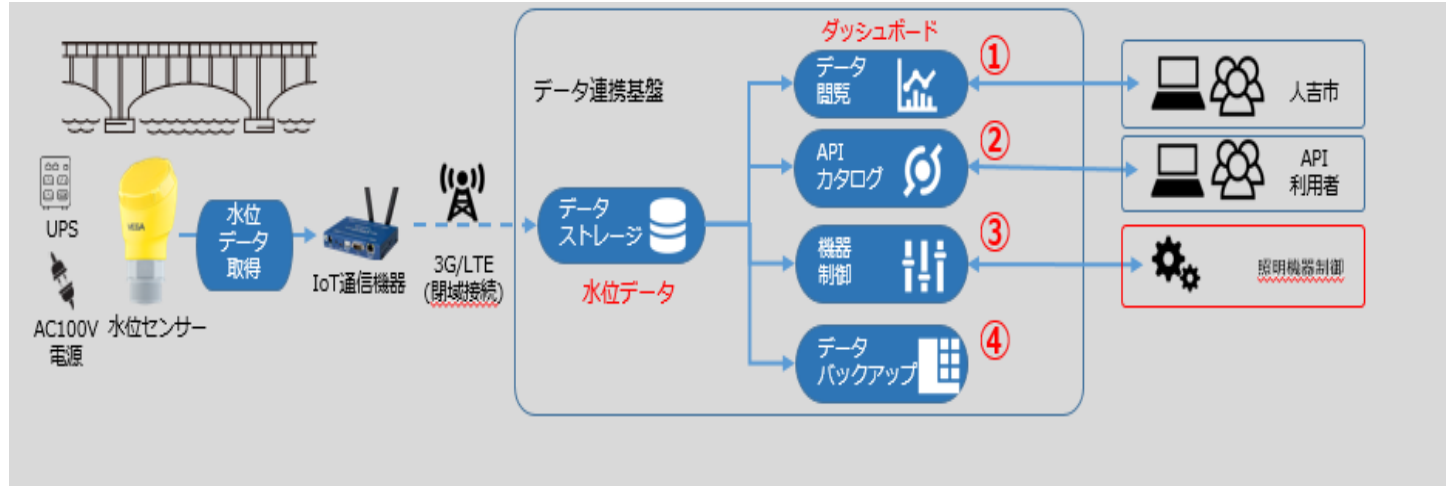 ダッシュボード
データ
閲覧
①
人吉市
データ連携基盤
API
カタログ
②
API
利用者
UPS
VEGA
水位
データ
取得
IoT通信機器
3G/LTE
(閉域接続)
データ
ストレージ
水位データ
機器
制御
③
照明機器制御
AC100V
電源
水位センサー
データ
バックアップ
④